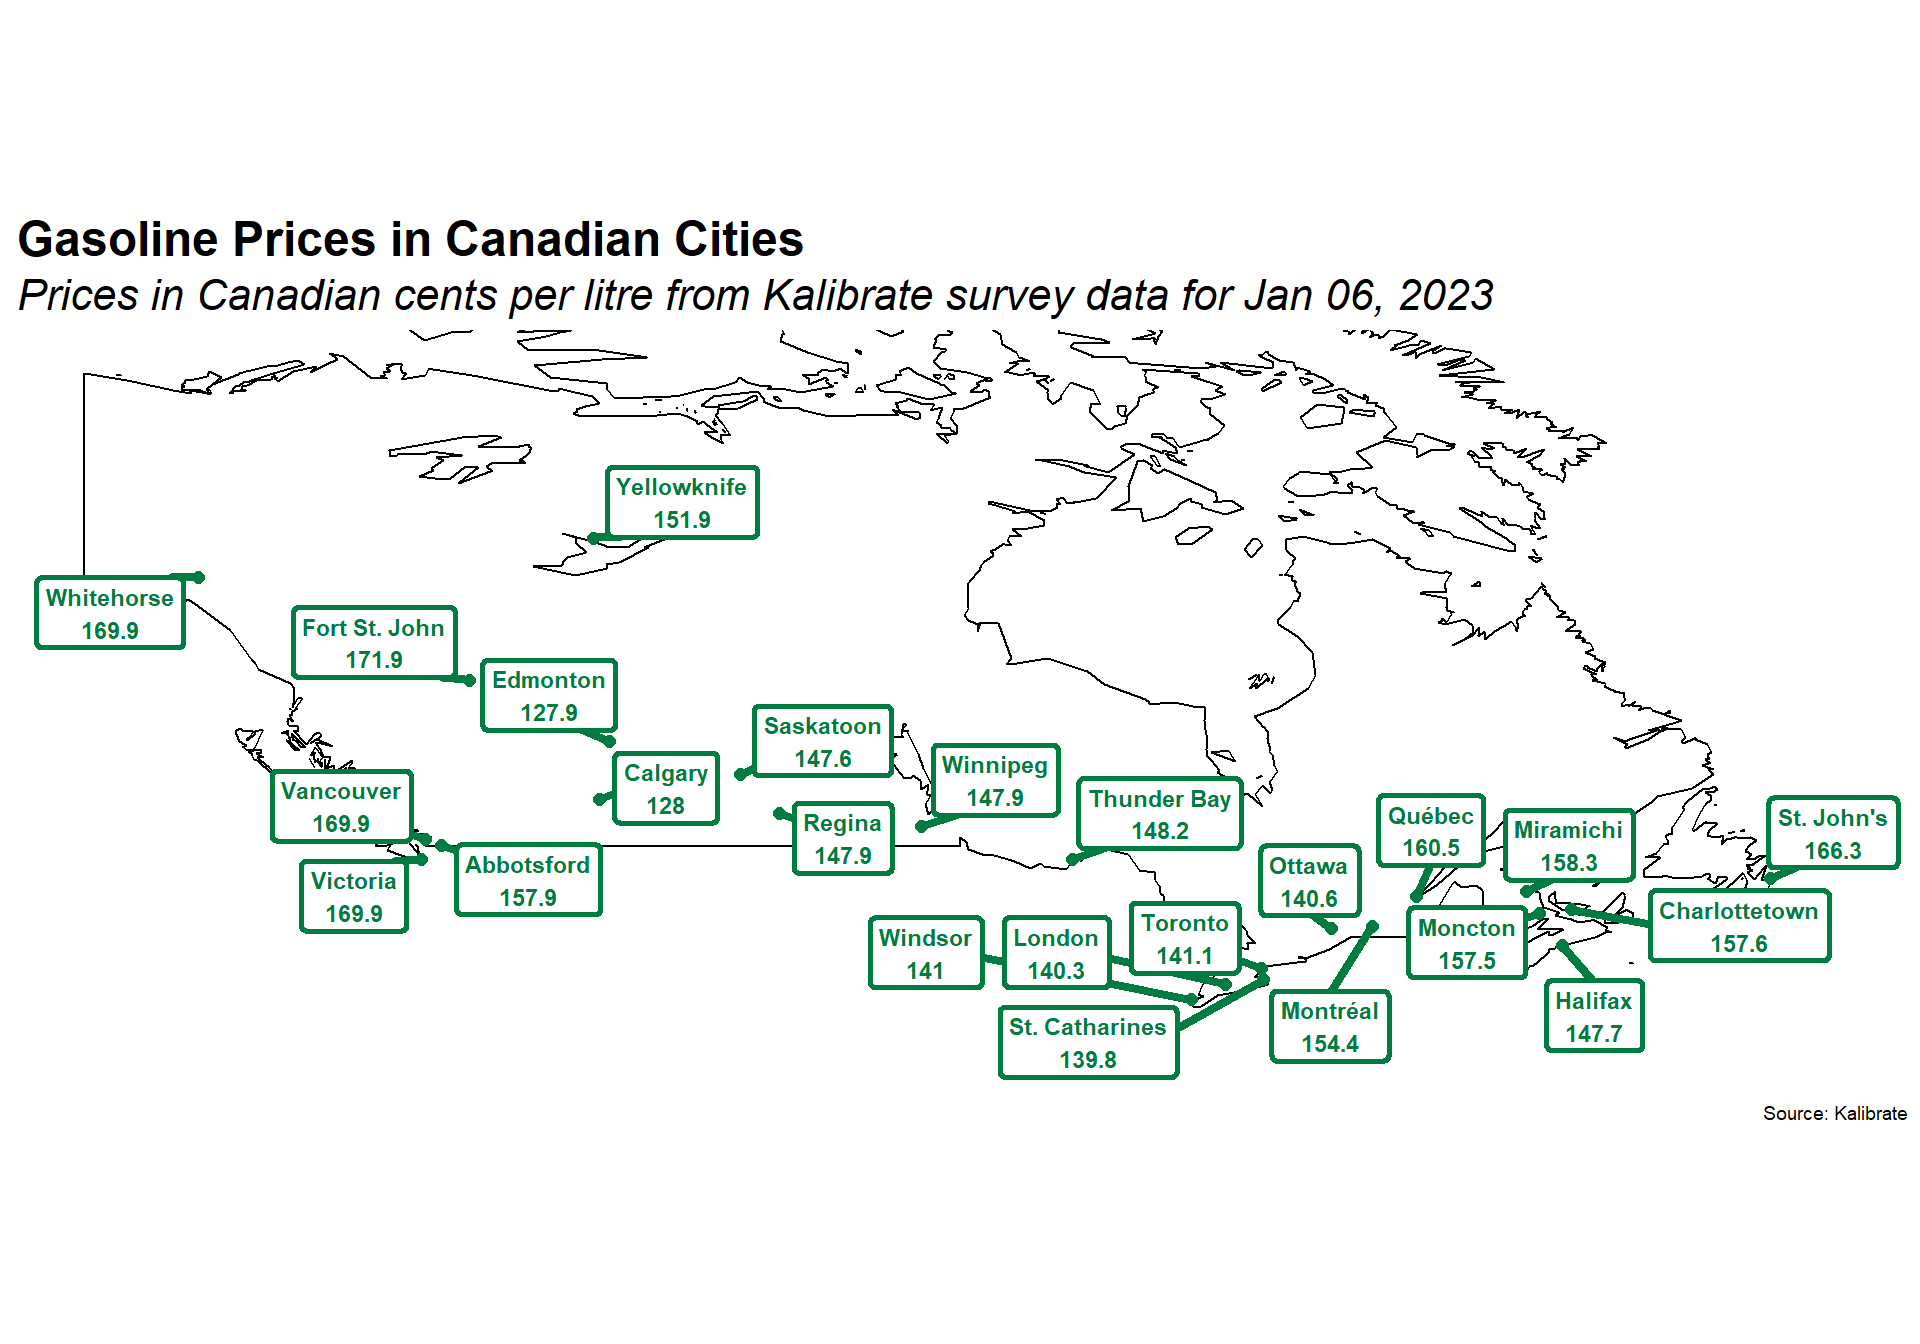 Gasoline Prices in Canadian Cities
Prices in Canadian cents per litre from Kalibrate survey data for Jan 06, 2023
Yellowknife
151.9
Whitehorse
169.9
Fort St. John
171.9
Edmonton
127.9
Saskatoon
147.6
Winnipeg
147.9
Calgary
128
Vancouver
169.9
Thunder Bay
148.2
Regina
147.9
Québec
160.5
Miramichi
158.3
St. John's
166.3
Abbotsford
157.9
Victoria
169.9
Ottawa
140.6
Charlottetown
157.6
Toronto
141.1
Moncton
157.5
Windsor
141
London
140.3
Halifax
147.7
Montréal
154.4
St. Catharines
139.8
Source: Kalibrate